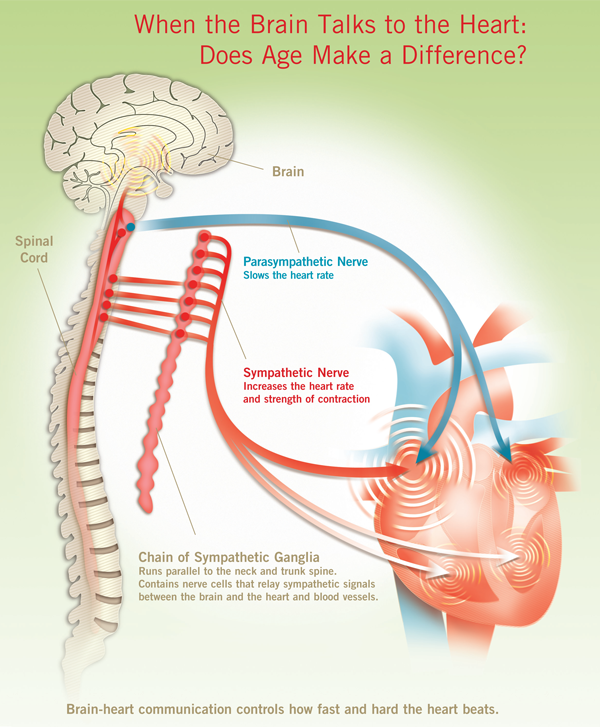 When the Brain Talks to the Heart:
Does Age Make a Difference?
Brain
Spinal
Cord
Parasympathetic Nerve
Slows the heart rate
Sympathetic Nerve
Increases the heart rate
and strength of contraction
Chain of Sympathetic Ganglia
Runs parallel to the neck and trunk spine.
Contains nerve cells that relay sympathetic signals
between the brain and the heart and blood vessels.
Brain-heart communication controls how fast and hard the heart beats.